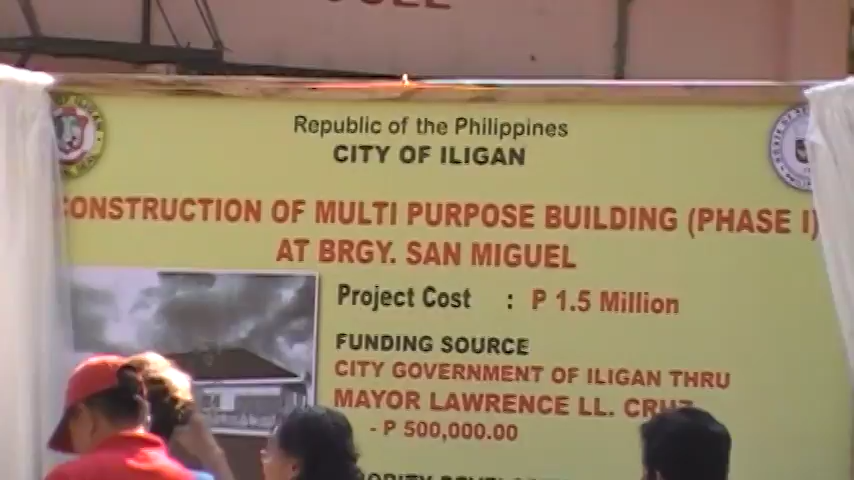 Republic of the Philippines
CITY OF ILIGAN
CONSTRUCTION OF MULTI PURPOSE BUILDING (PHASE I)
AT BRGY. SAN MIGUEL
Project Cost : P 1.5 Million
FUNDING SOURCE
CITY GOVERNMENT OF ILIGAN THRU
MAYOR LAWRENCE LL. CRUZ
- P 500,000.00